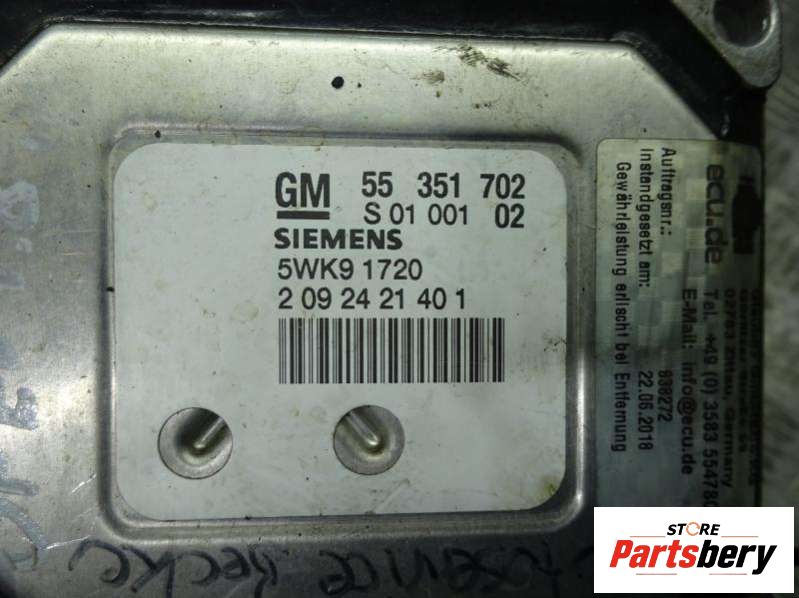 GM 55 351 702
S 01 001 02
SIEMENS
5WK9 1720
2 09 24 21 40 1
ecu.de
Tel. +49 (0) 3583 554780
E-Mail: info@ecu.de
Auftragsnr.: 838272
Instandgesetzt am: 22.06.2018
Gewährleistung erlischt bei Entfernung
STORE
Partsbery